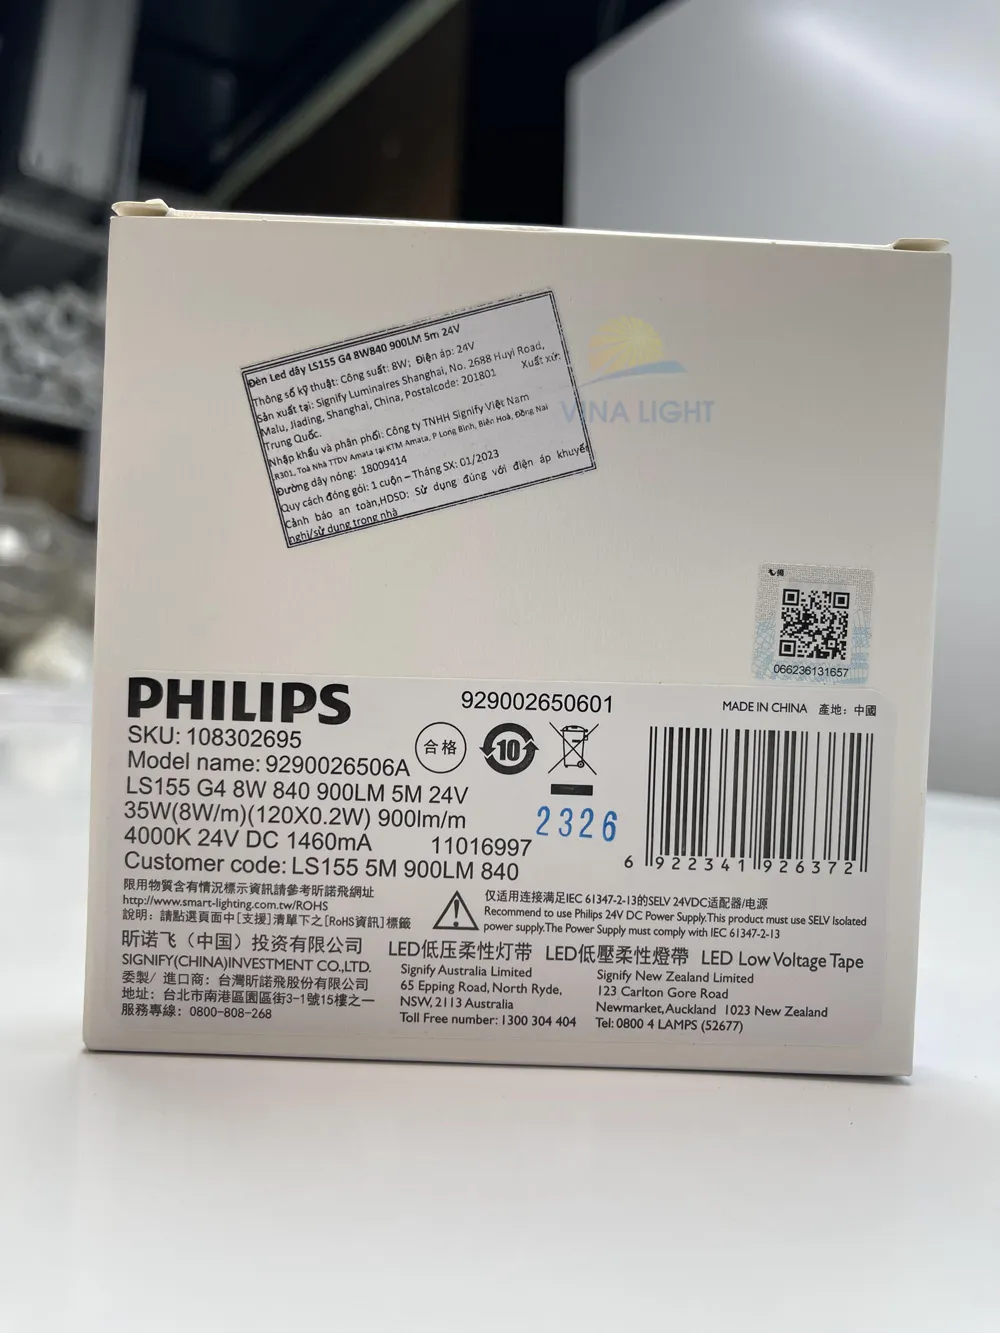 Đèn Led dây LS155 G4 8W840 900LM 5m 24V
Thông số kỹ thuật: Công suất: 8W; Điện áp: 24V
Sản xuất tại: Signify Luminaires Shanghai, No. 2688 Huyi Road,
Malu, Jiading, Shanghai, China, Postalcode: 201801 Xuất xứ:
Trung Quốc.
Nhập khẩu và phân phối: Công ty TNHH Signify Việt Nam
R301, Toà Nhà TTDV Amata tại KTM Amata, P Long Bình, Biên Hoà, Đồng Nai
Đường dây nóng: 18009414
Quy cách đóng gói: 1 cuộn – Tháng SX: 01/2023
Cảnh báo an toàn,HDSD: Sử dụng đúng với điện áp khuyến
nghị/sử dụng trong nhà
VINA LIGHT
066236131657
PHILIPS
929002650601
MADE IN CHINA 產地: 中國
SKU: 108302695
合格
10
Model name: 9290026506A
LS155 G4 8W 840 900LM 5M 24V
35W(8W/m)(120X0.2W) 900lm/m
4000K 24V DC 1460mA 11016997
2326
Customer code: LS155 5M 900LM 840
6 922341 926372
限用物質含有情況標示資訊請參考昕諾飛網址
http://www.smart-lighting.com.tw/ROHS
說明: 請點選頁面中[支援]清單下之[RoHS資訊]標籤
仅适用连接满足IEC 61347-2-13的SELV 24VDC适配器/电源
Recommend to use Philips 24V DC Power Supply.This product must use SELV Isolated
power supply.The Power Supply must comply with IEC 61347-2-13
昕诺飞（中国）投资有限公司
SIGNIFY(CHINA)INVESTMENT CO.,LTD.
委製/ 進口商: 台灣昕諾飛股份有限公司
地址: 台北市南港區園區街3-1號15樓之一
服務專線: 0800-808-268
LED低压柔性灯带 LED低壓柔性燈帶 LED Low Voltage Tape
Signify Australia Limited
65 Epping Road, North Ryde,
NSW, 2113 Australia
Toll Free number: 1300 304 404
Signify New Zealand Limited
123 Carlton Gore Road
Newmarket,Auckland 1023 New Zealand
Tel: 0800 4 LAMPS (52677)